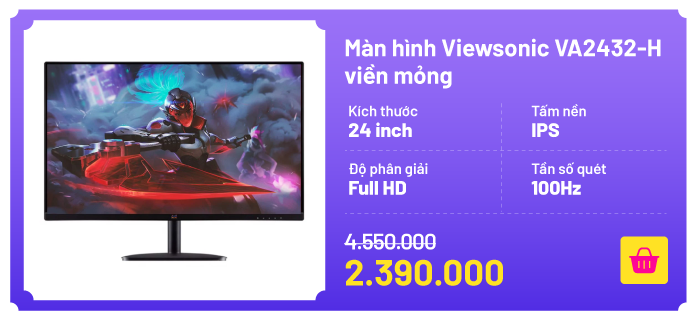 Màn hình Viewsonic VA2432-H
viền mỏng
Kích thước
24 inch
Tấm nền
IPS
Độ phân giải
Full HD
Tần số quét
100Hz
4.550.000
2.390.000